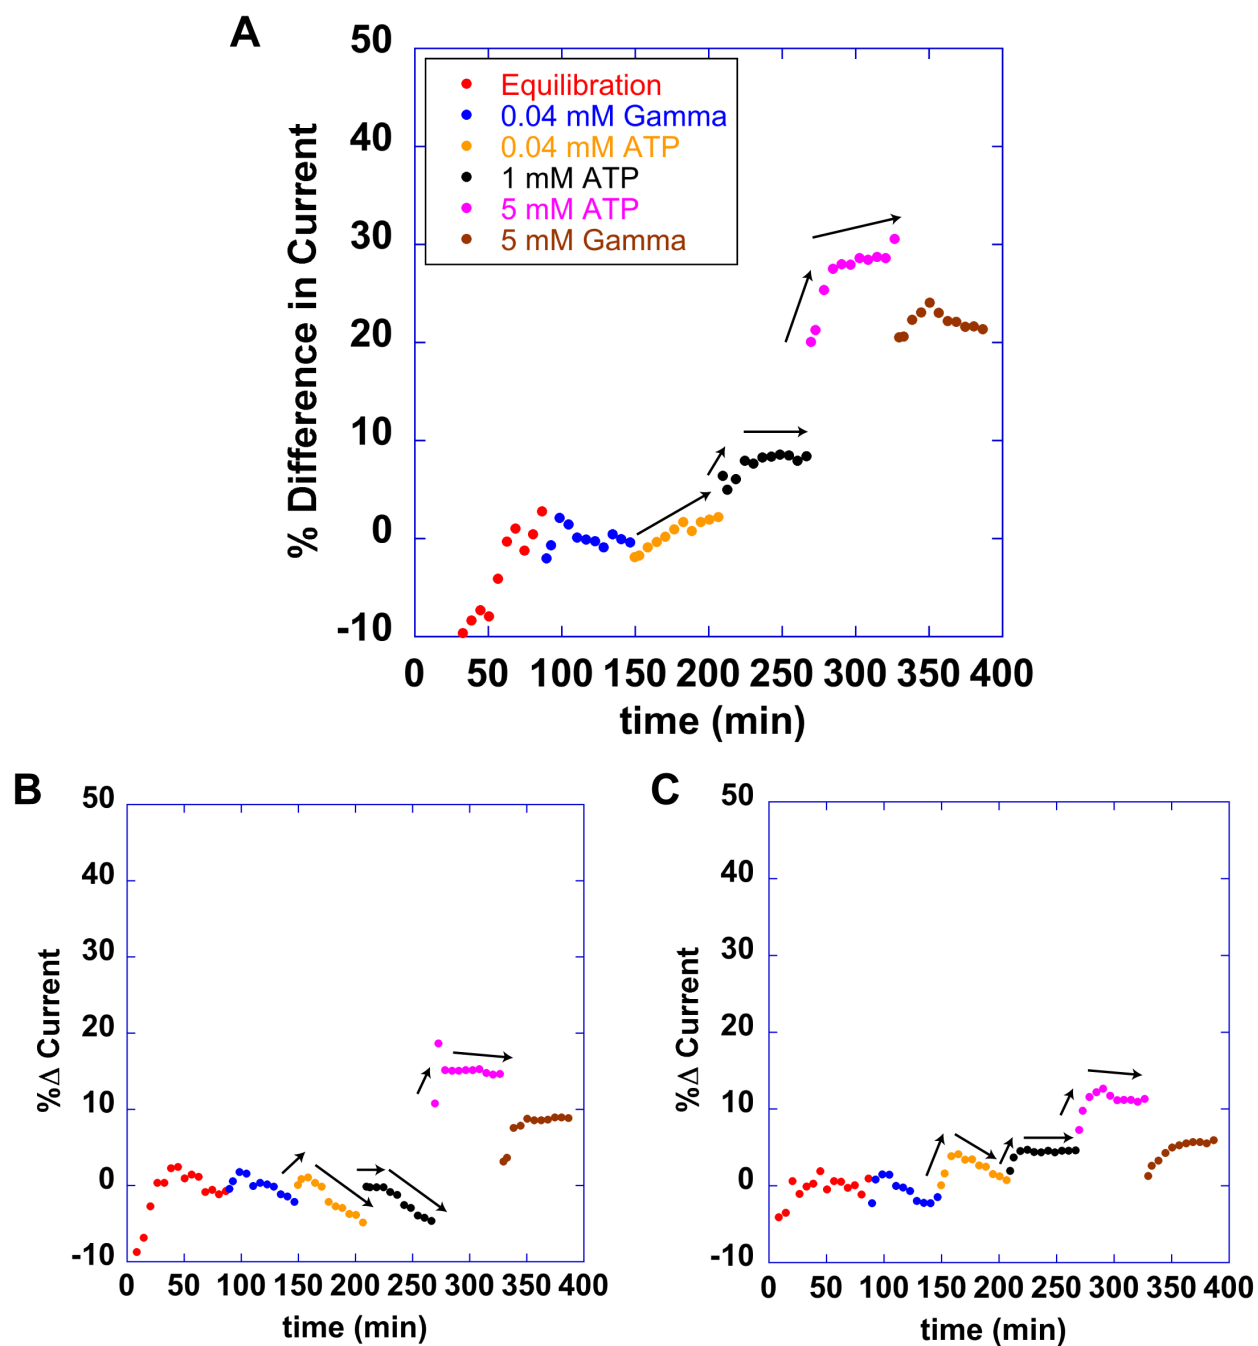 A
50
40
30
20
10
0
-10
% Difference in Current
Equilibration
0.04 mM Gamma
0.04 mM ATP
1 mM ATP
5 mM ATP
5 mM Gamma
0 50 100 150 200 250 300 350 400
time (min)
B
50
40
30
20
10
0
-10
%Δ Current
0 50 100 150 200 250 300 350 400
time (min)
C
50
40
30
20
10
0
-10
%Δ Current
0 50 100 150 200 250 300 350 400
time (min)